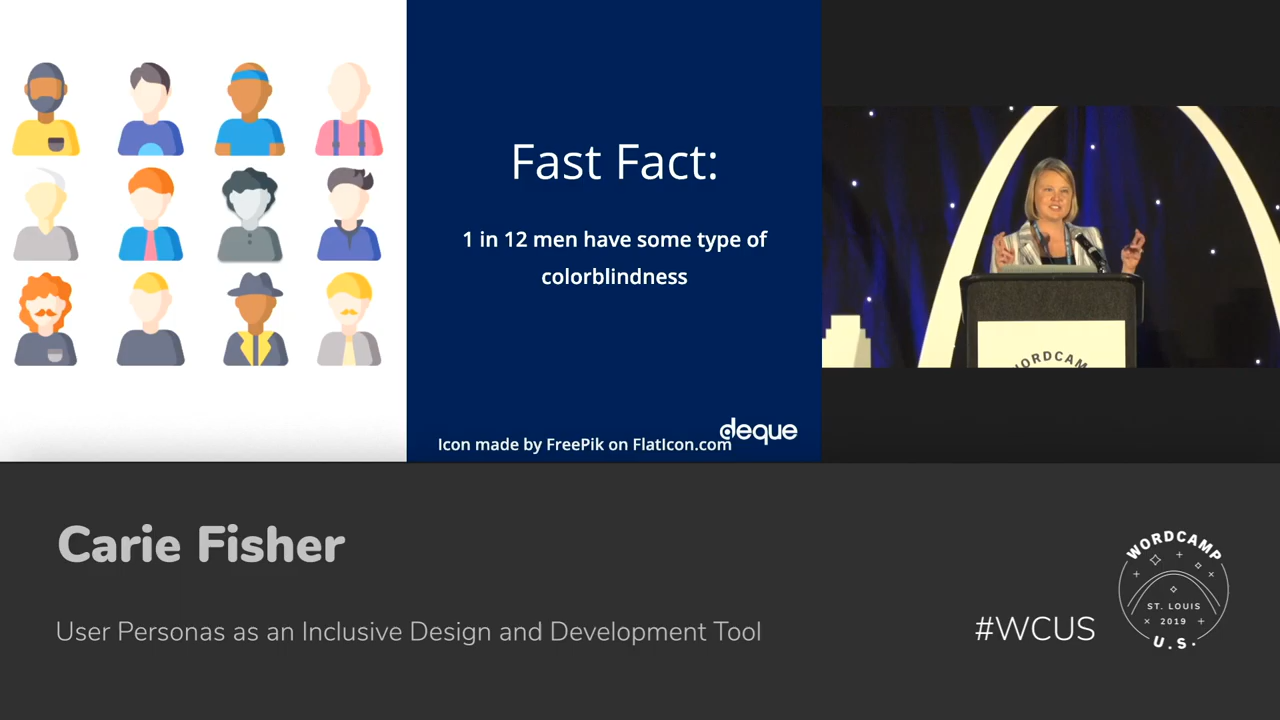 Fast Fact:
1 in 12 men have some type of
colorblindness
Icon made by FreePik on FlatIcon.com
deque
WORDCAMP
Carie Fisher
User Personas as an Inclusive Design and Development Tool
#WCUS
WORDCAMP
ST. LOUIS
2019
U.S.